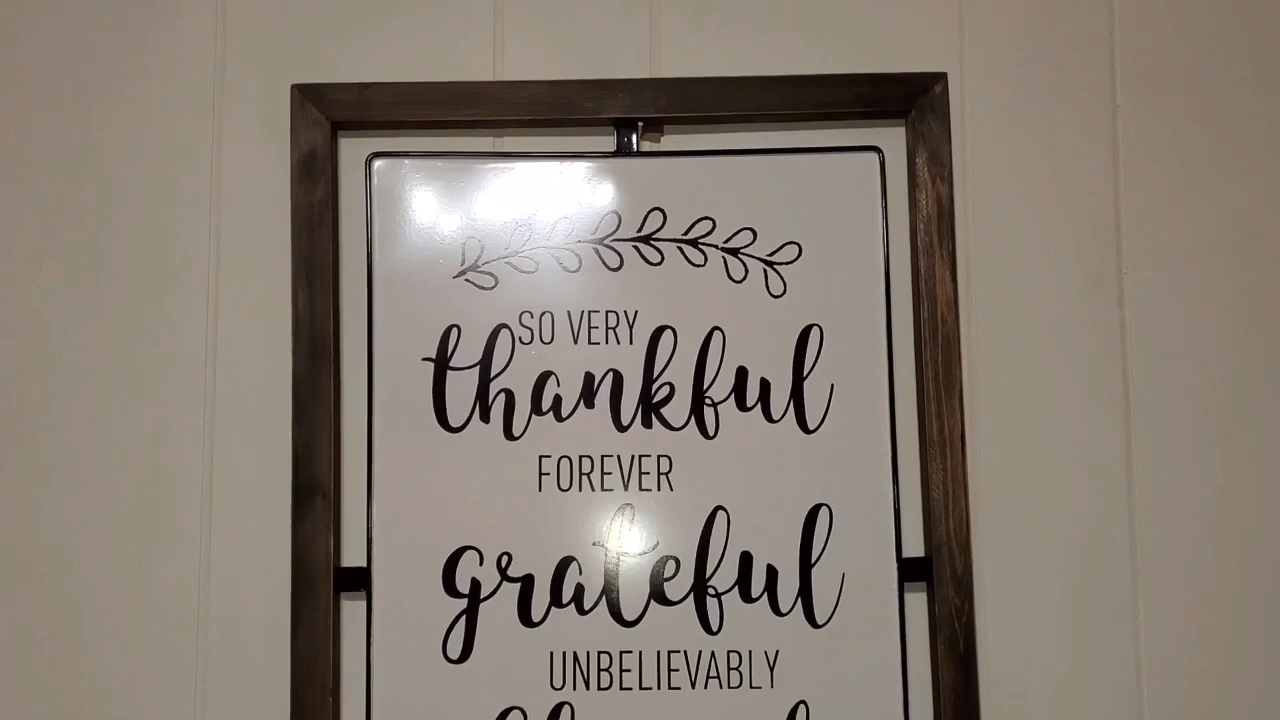 SO VERY
thankful
FOREVER
grateful
UNBELIEVABLY